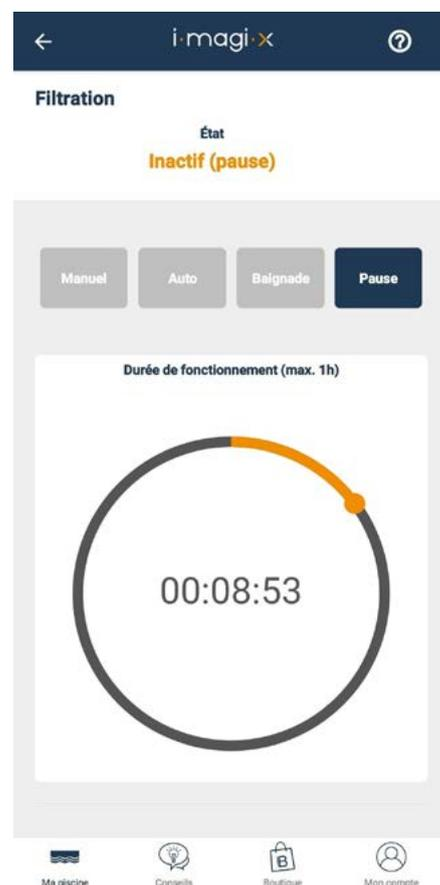 i·magi·x
Filtration
État
Inactif (pause)
Manuel Auto Baignade Pause
Durée de fonctionnement (max. 1h)
00:08:53
B
Ma piscine Conseils Boutique Mon compte